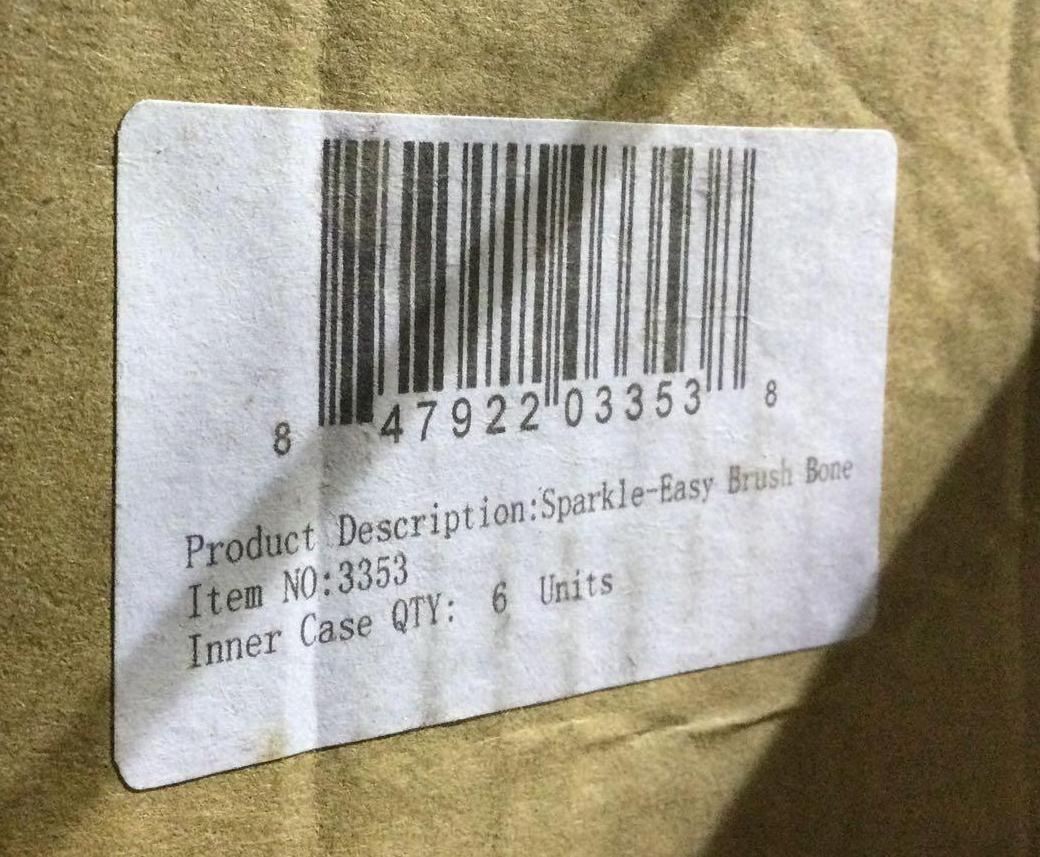 8 47922 03353 8
Product Description:Sparkle-Easy Brush Bone
Item NO:3353
Inner Case QTY: 6 Units